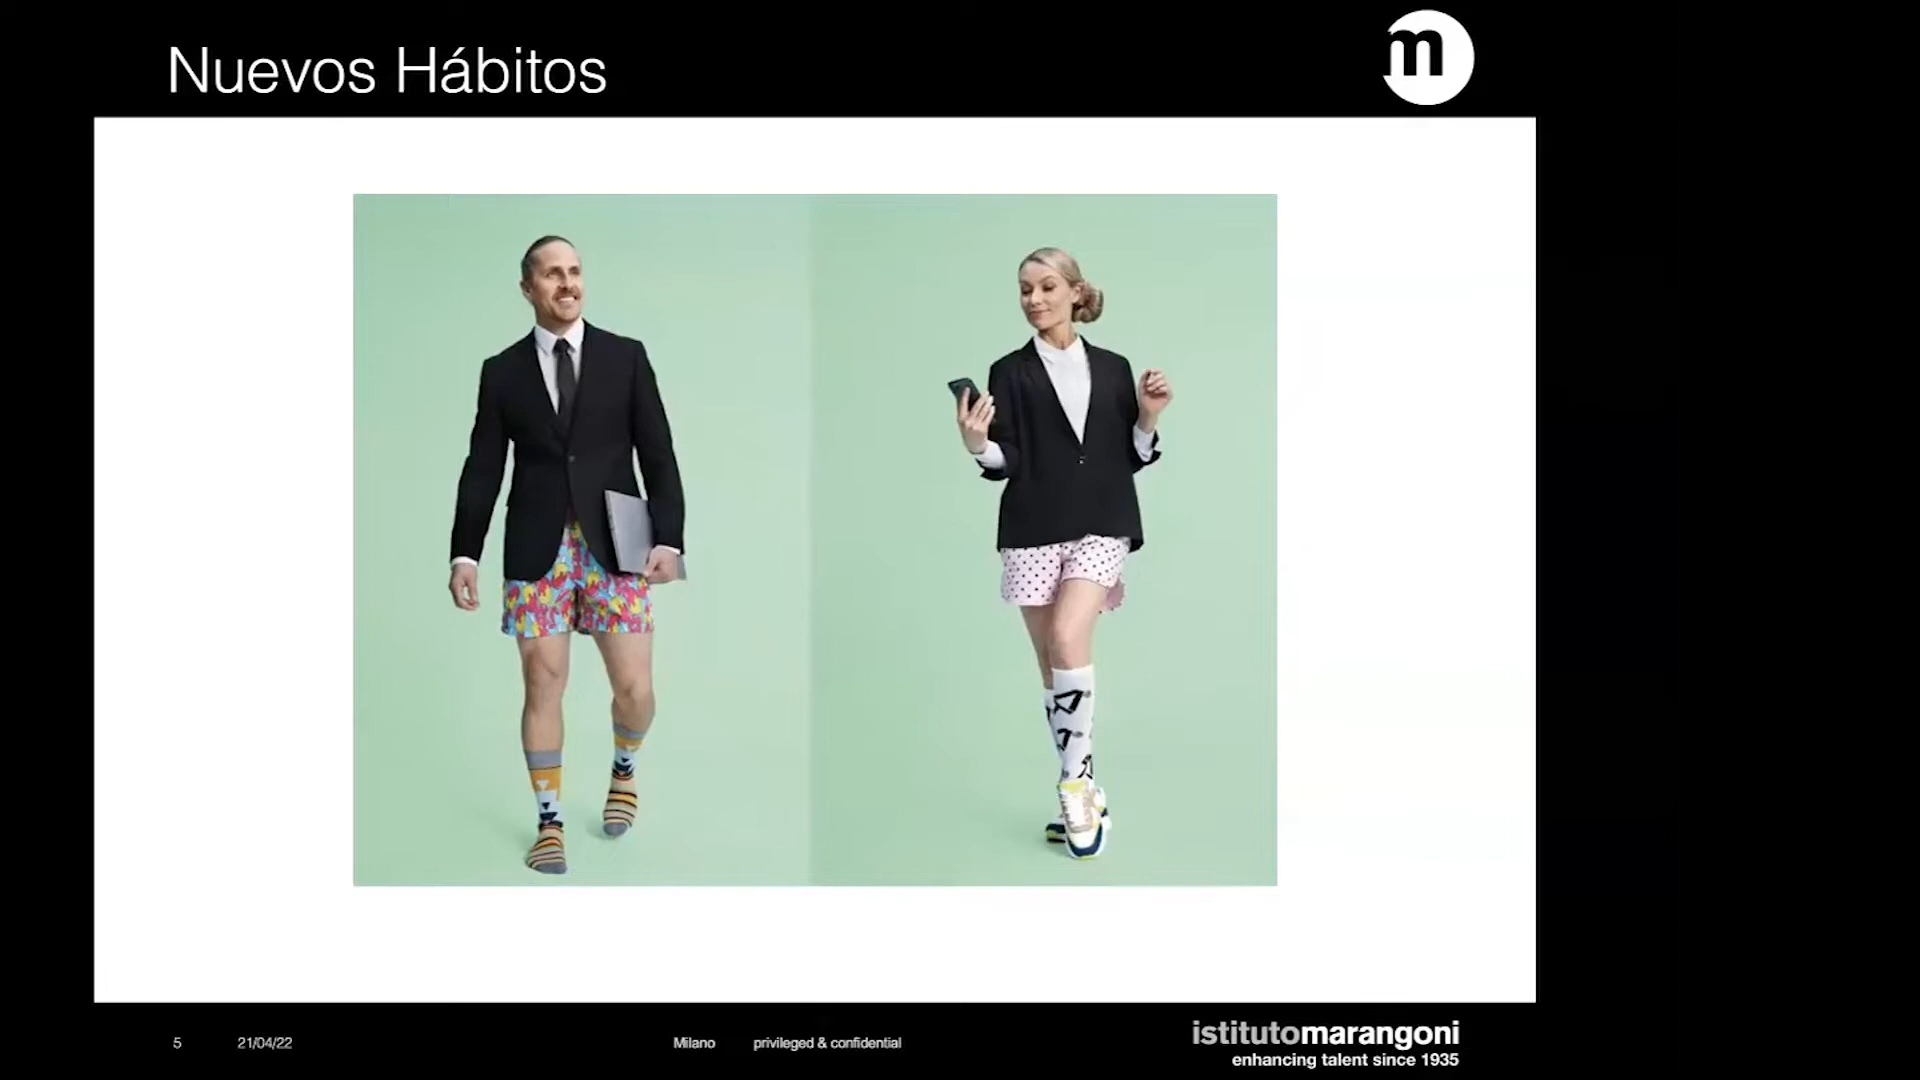 Nuevos Hábitos
m
5 21/04/22 Milano privileged & confidential
istitutomarangoni
enhancing talent since 1935